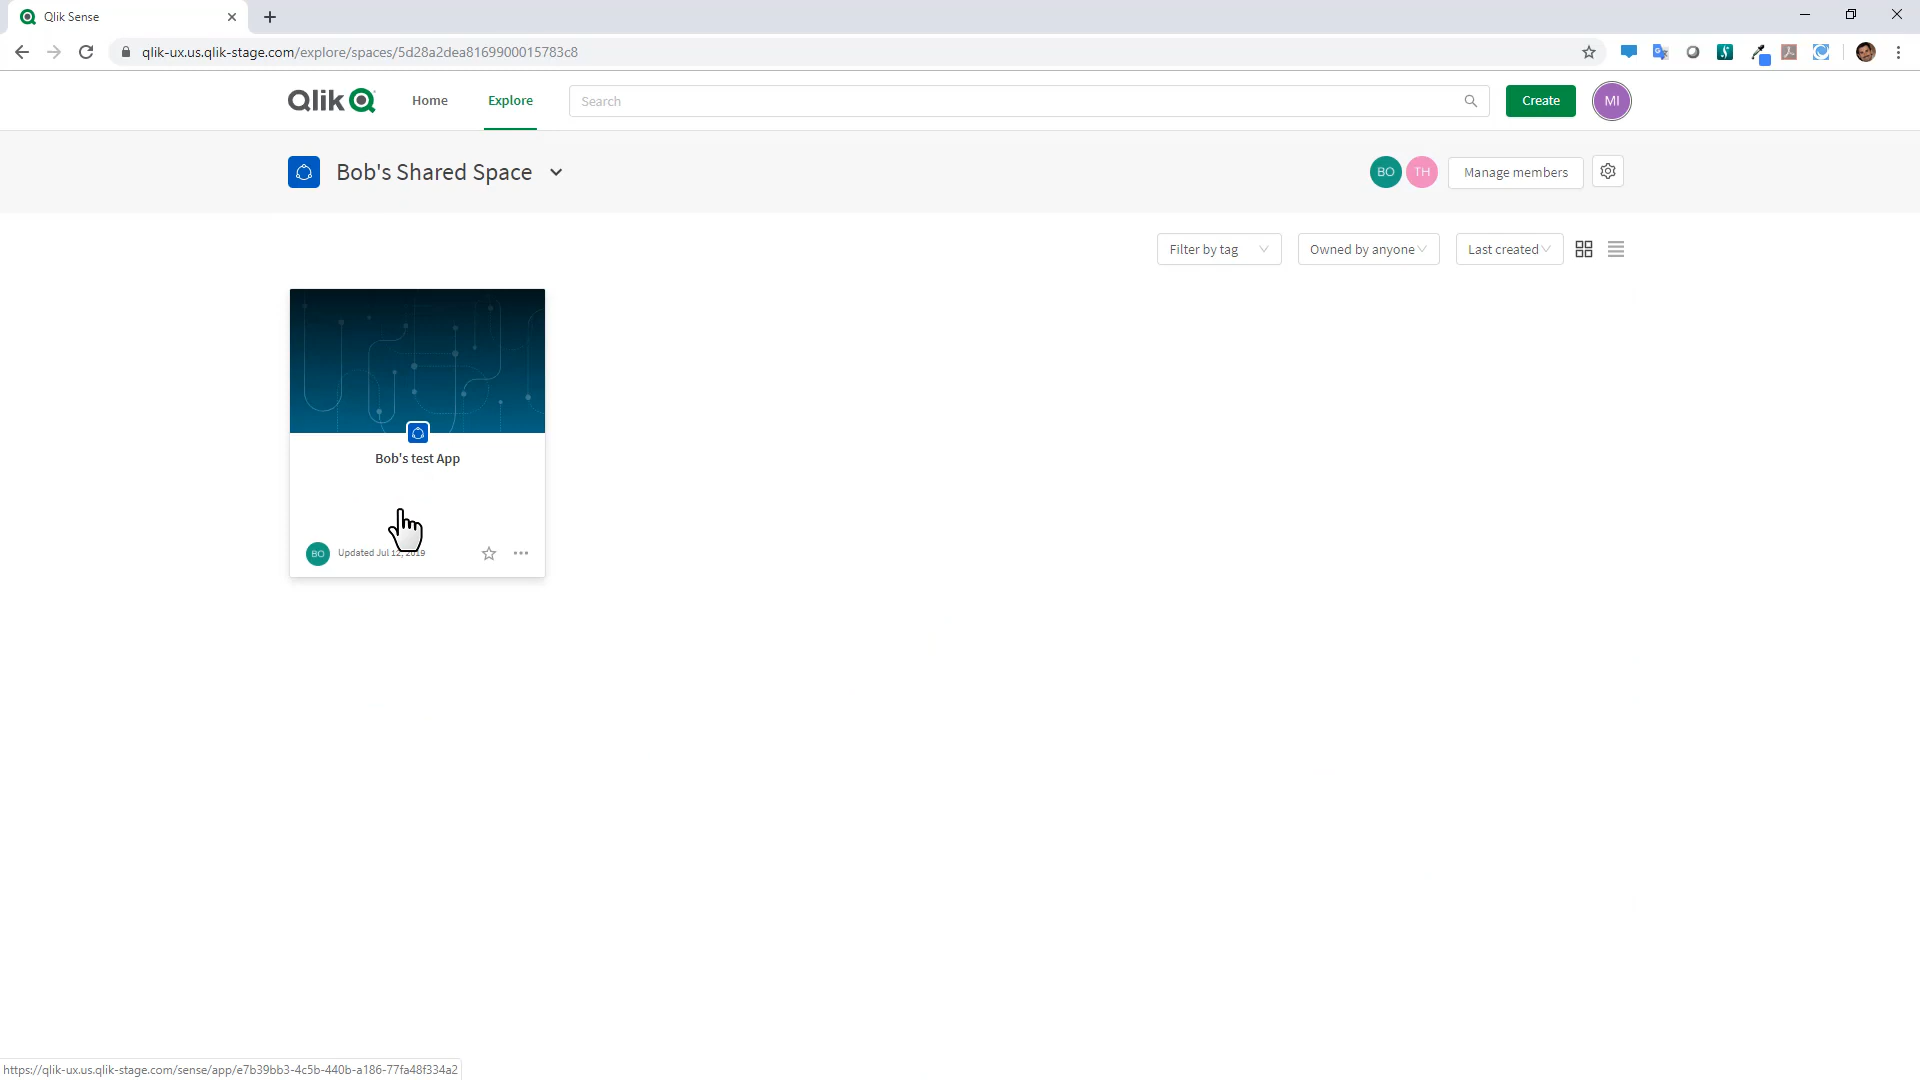 Qlik Sense
qlik-ux.us.qlik-stage.com/explore/spaces/5d28a2dea8169900015783c8
Qlik
Home
Explore
Search
Create
MI
Bob's Shared Space
BO
TH
Manage members
Filter by tag
Owned by anyone
Last created
Bob's test App
BO
Updated Jul 12, 2019
https://qlik-ux.us.qlik-stage.com/sense/app/e7b39bb3-4c5b-440b-a186-77fa48f334a2